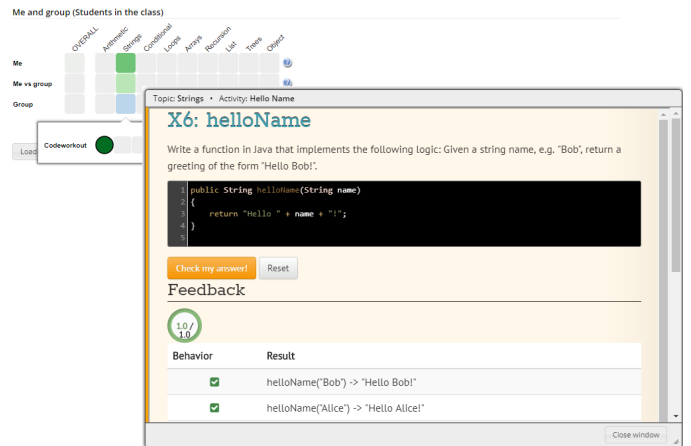 Me and group (Students in the class)
OVERALL Arithmetic Strings Conditional Loops Arrays Recursion List Trees Object
Me
Me vs group
Group
Codeworkout
Load
Topic: Strings • Activity: Hello Name
X6: helloName
Write a function in Java that implements the following logic: Given a string name, e.g. "Bob", return a
greeting of the form "Hello Bob!".
1 public String helloName(String name)
2 {
3 return "Hello " + name + "!";
4 }
5
Check my answer! Reset
Feedback
1.0 /
1.0
Behavior Result
helloName("Bob") -> "Hello Bob!"
helloName("Alice") -> "Hello Alice!"
Close window